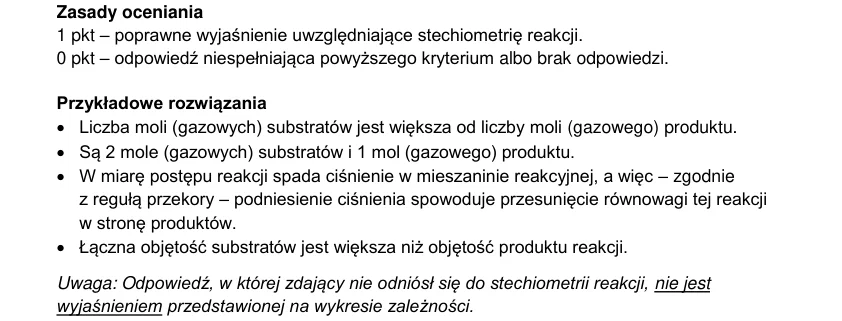 Zasady oceniania
1 pkt – poprawne wyjaśnienie uwzględniające stechiometrię reakcji.
0 pkt – odpowiedź niespełniająca powyższego kryterium albo brak odpowiedzi.
Przykładowe rozwiązania
• Liczba moli (gazowych) substratów jest większa od liczby moli (gazowego) produktu.
• Są 2 mole (gazowych) substratów i 1 mol (gazowego) produktu.
• W miarę postępu reakcji spada ciśnienie w mieszaninie reakcyjnej, a więc – zgodnie
z regułą przekory – podniesienie ciśnienia spowoduje przesunięcie równowagi tej reakcji
w stronę produktów.
• Łączna objętość substratów jest większa niż objętość produktu reakcji.
Uwaga: Odpowiedź, w której zdający nie odniósł się do stechiometrii reakcji, nie jest
wyjaśnieniem przedstawionej na wykresie zależności.